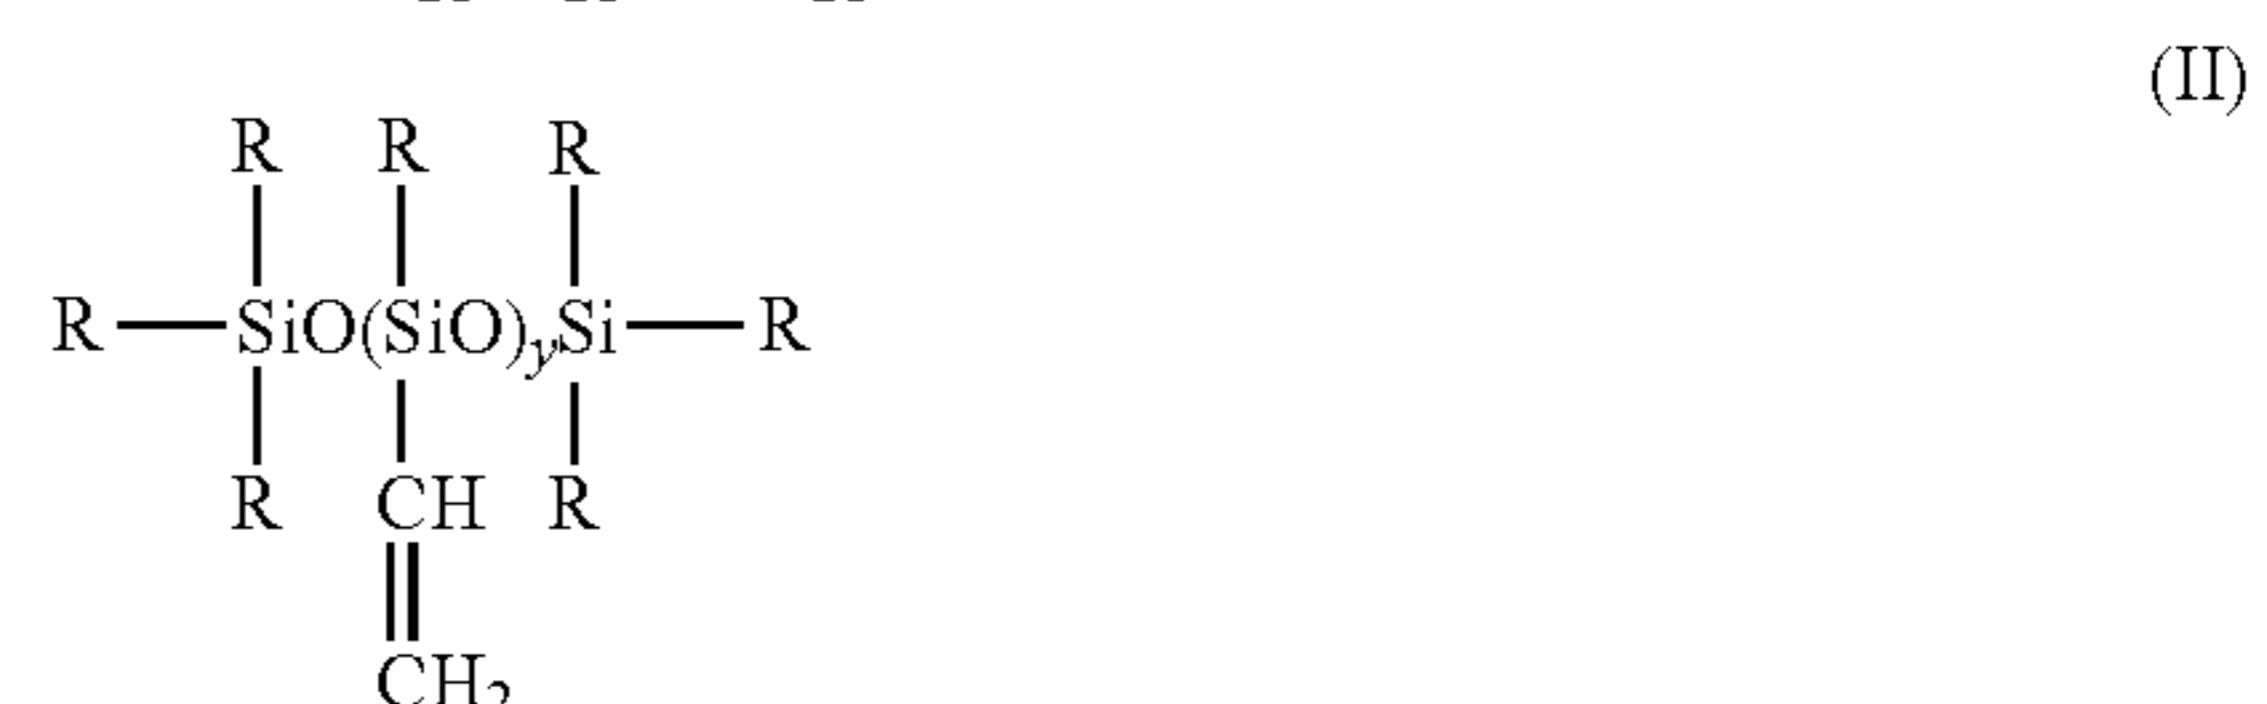 (II)
R R R
R—SiO(SiO)ySi—R
R CH R
CH2